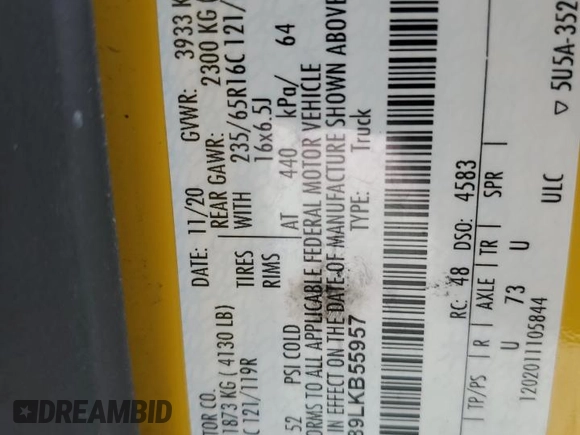 DATE: 11/20 GVWR: 3933 K
TOR CO. REAR GAWR: 2300 KG (
1873 KG ( 4130 LB) TIRES WITH 235/65R16C 121/
C 121/119R RIMS 16x6.5J
52 PSI COLD AT 440 kPa/ 64
ORMS TO ALL APPLICABLE FEDERAL MOTOR VEHICLE
IN EFFECT ON THE DATE OF MANUFACTURE SHOWN ABOVE
39LKB55957 TYPE: Truck
RC: 48 DSO: 4583
TP/PS R AXLE TR SPR
U 73 U
12020111105844 ULC ▽ 5U5A-352
DREAMBID